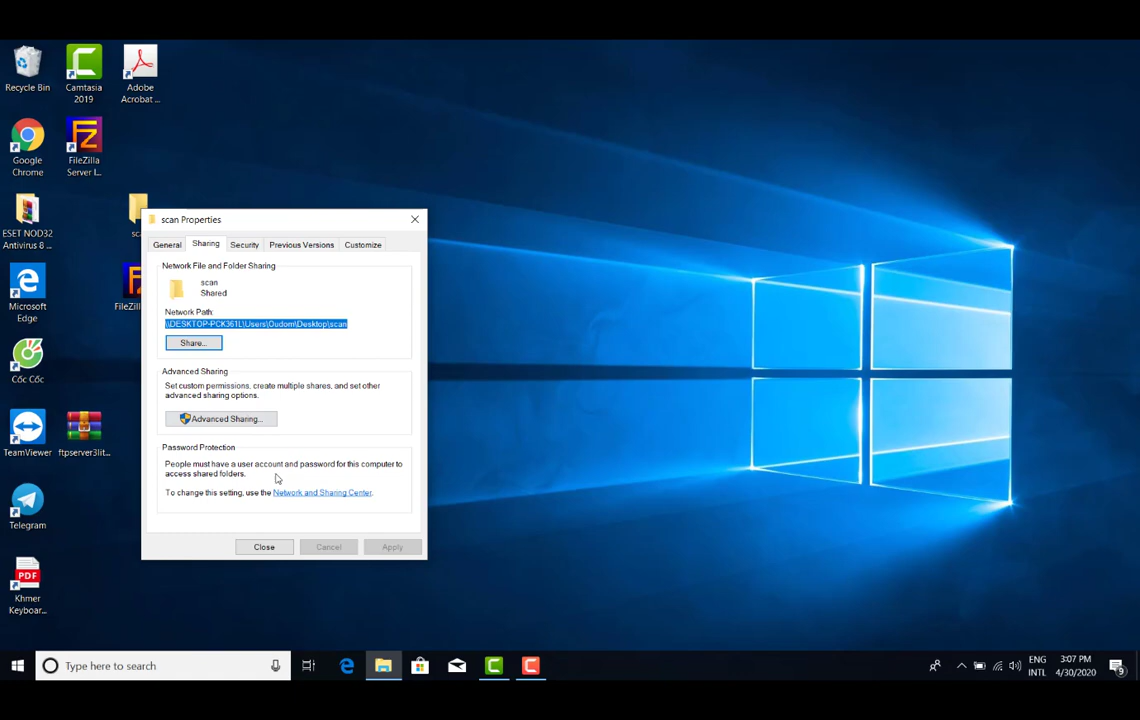 Recycle Bin
Camtasia
2019
Adobe
Acrobat ...
Google
Chrome
FileZilla
Server I...
ESET NOD32
Antivirus 8 ...
Microsoft
Edge
FileZil
Cốc Cốc
TeamViewer
ftpserver3lit...
Telegram
PDF
Khmer
Keyboar...
scan Properties
General
Sharing
Security
Previous Versions
Customize
Network File and Folder Sharing
scan
Shared
Network Path:
\\DESKTOP-PCK361L\Users\Oudom\Desktop\scan
Share...
Advanced Sharing
Set custom permissions, create multiple shares, and set other
advanced sharing options.
Advanced Sharing...
Password Protection
People must have a user account and password for this computer to
access shared folders.
To change this setting, use the Network and Sharing Center.
Close
Cancel
Apply
Type here to search
ENG
INTL
3:07 PM
4/30/2020
9